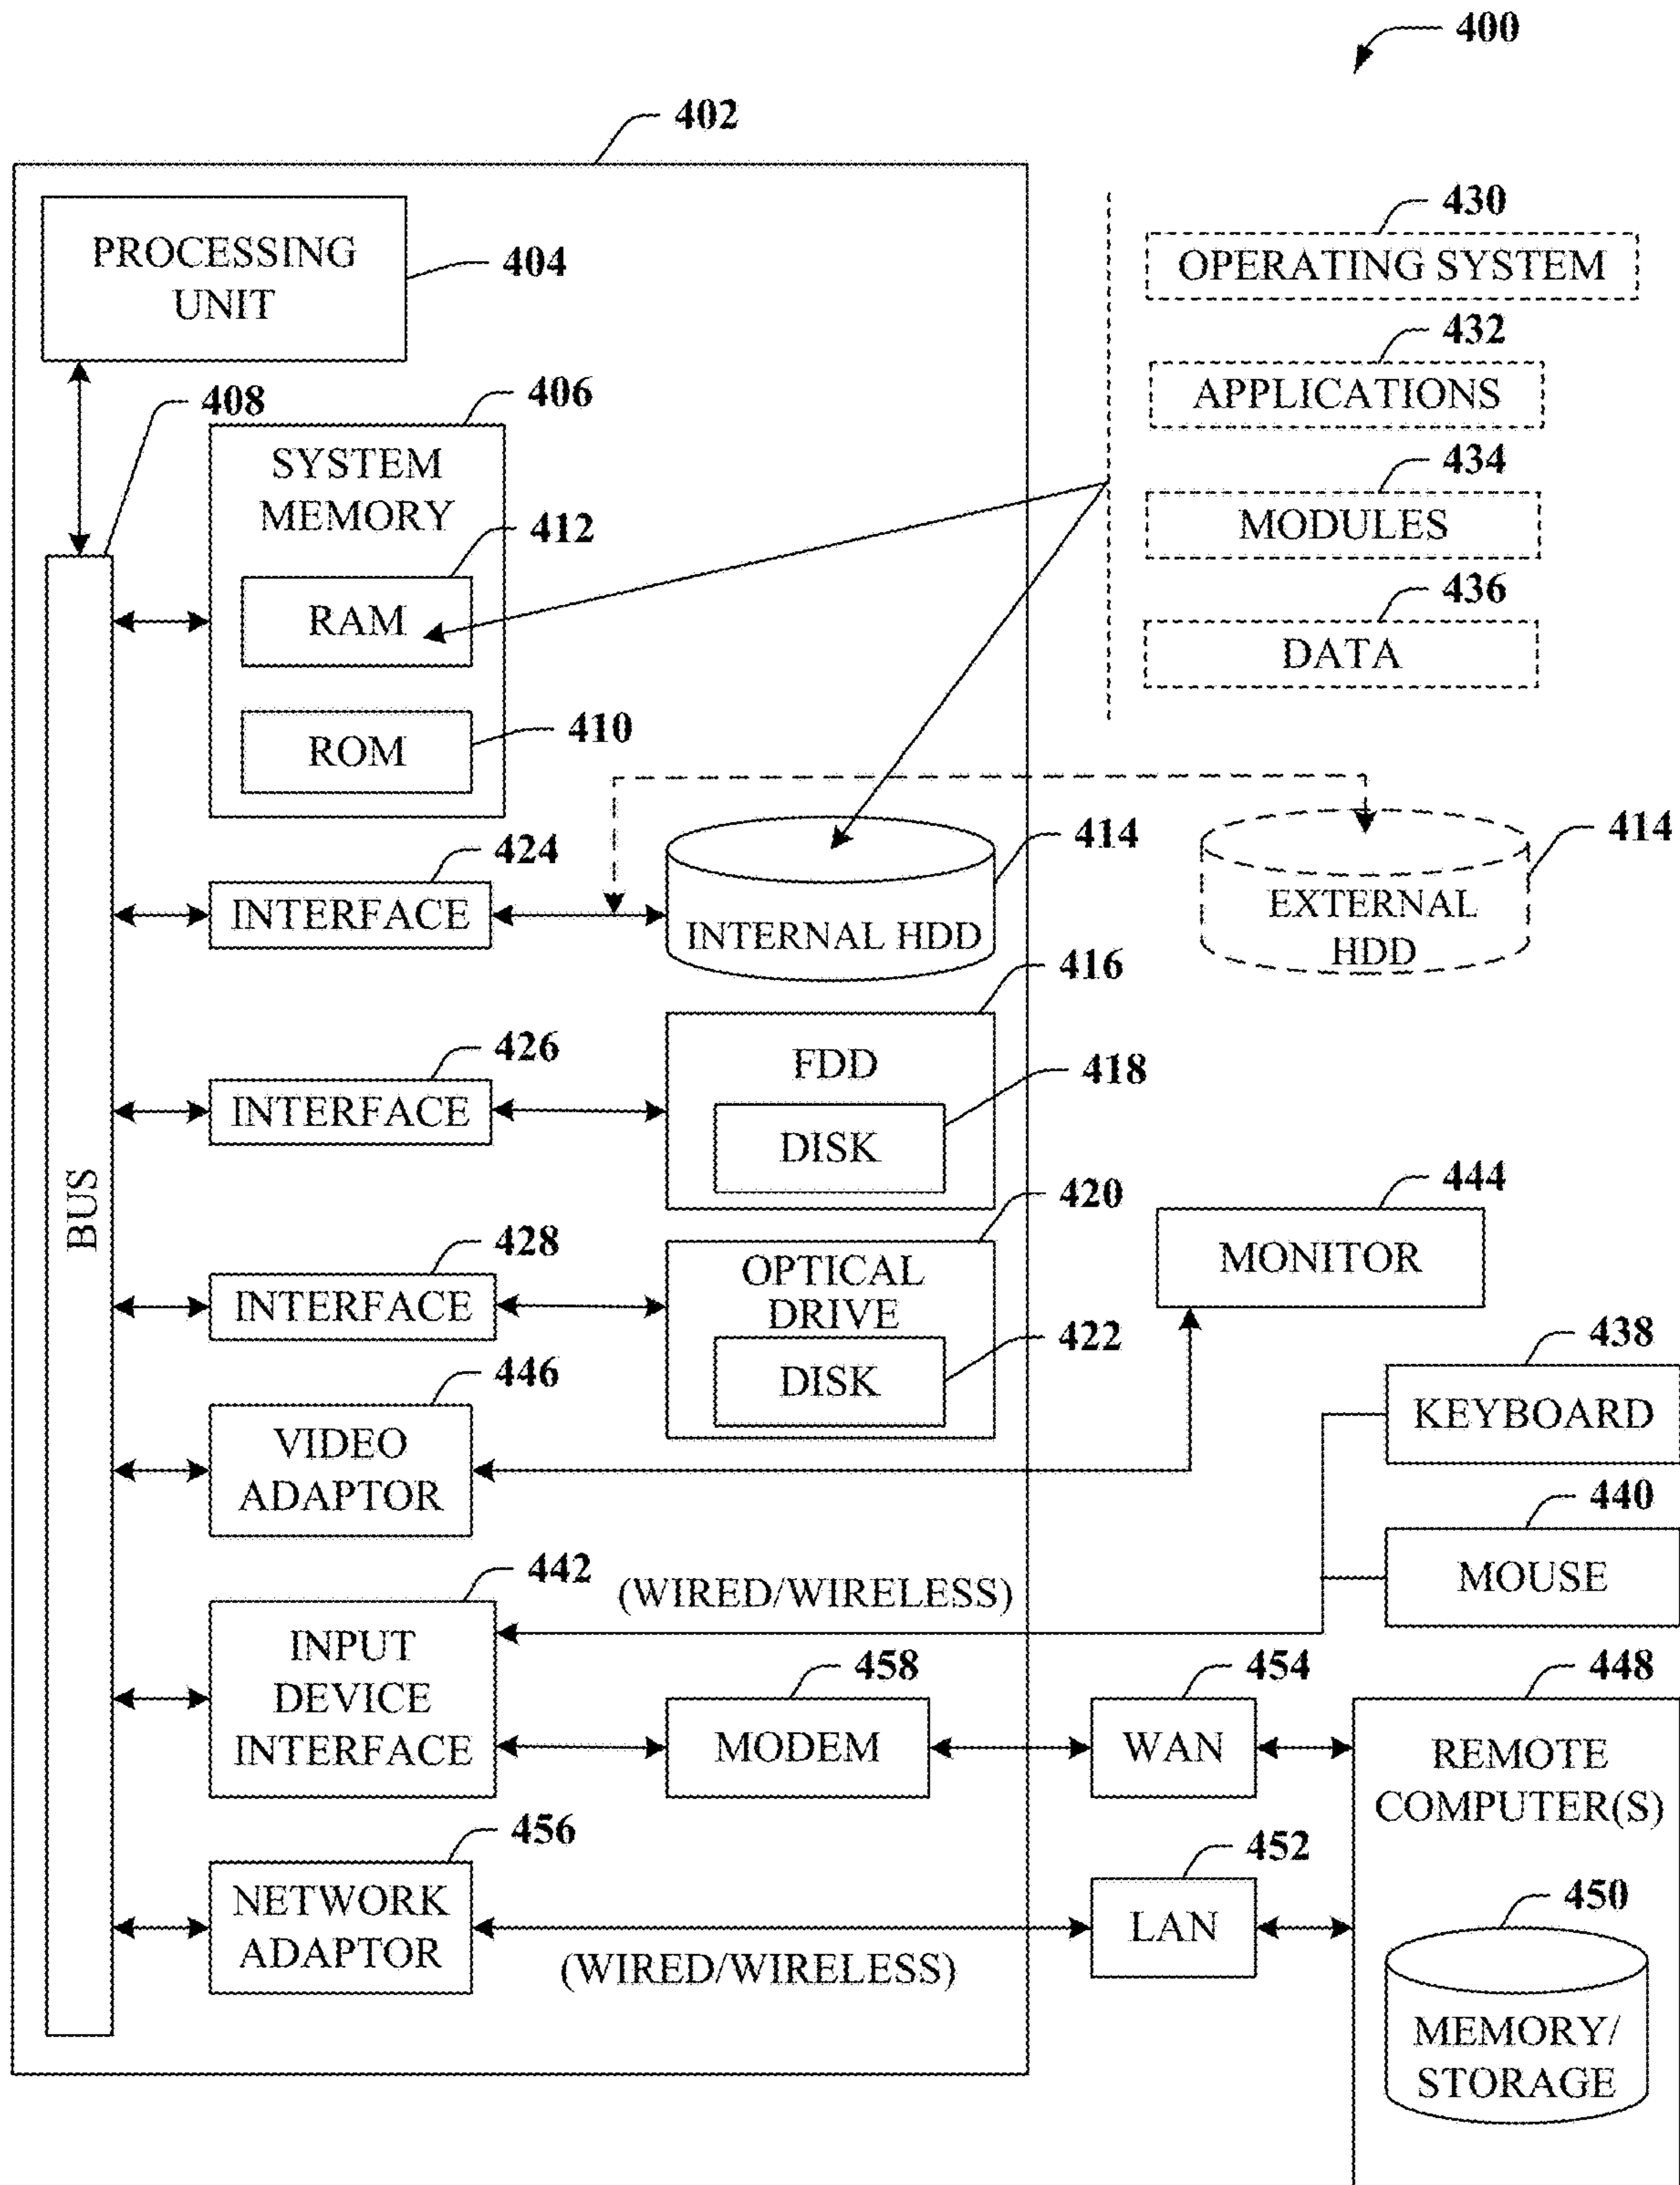 400
402
PROCESSING
UNIT
404
430
OPERATING SYSTEM
432
APPLICATIONS
434
MODULES
436
DATA
408
406
SYSTEM
MEMORY
412
RAM
410
ROM
BUS
424
INTERFACE
414
INTERNAL HDD
414
EXTERNAL
HDD
426
INTERFACE
416
FDD
418
DISK
428
INTERFACE
420
OPTICAL
DRIVE
422
DISK
444
MONITOR
446
VIDEO
ADAPTOR
438
KEYBOARD
440
MOUSE
442
(WIRED/WIRELESS)
INPUT
DEVICE
INTERFACE
458
MODEM
454
WAN
448
REMOTE
COMPUTER(S)
456
NETWORK
ADAPTOR
(WIRED/WIRELESS)
452
LAN
450
MEMORY/
STORAGE